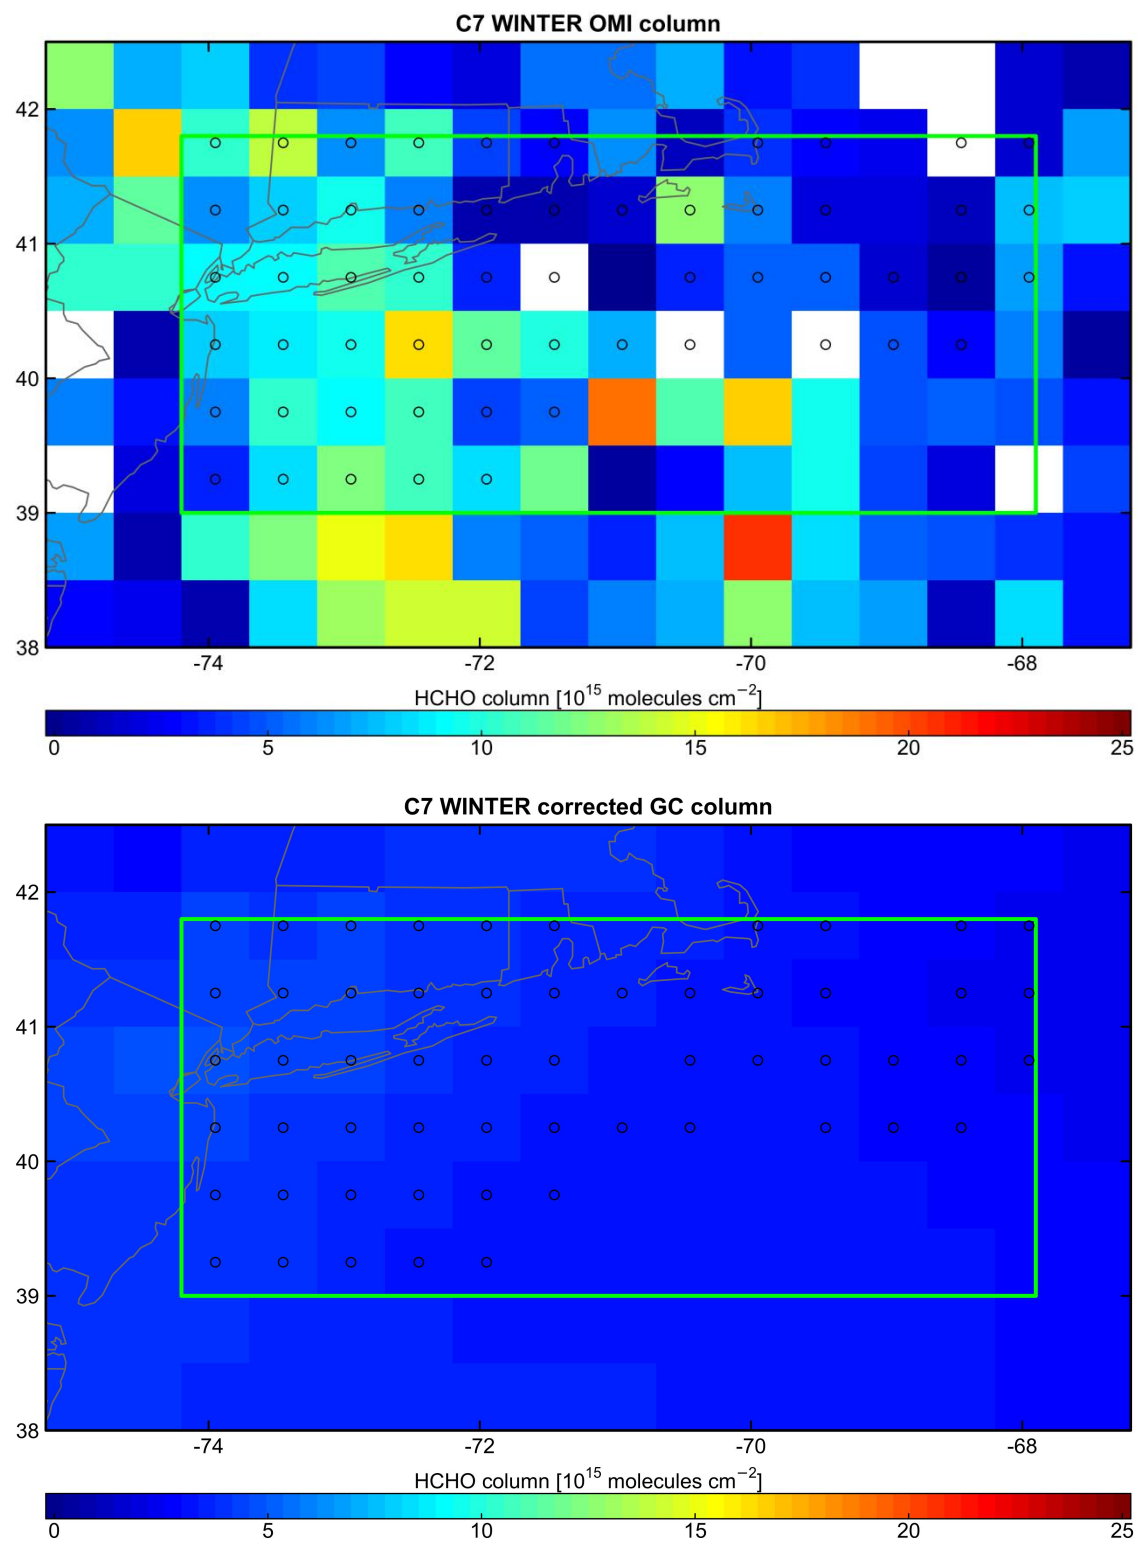 C7 WINTER OMI column
42
41
40
39
38
-74 -72 -70 -68
HCHO column [10^15 molecules cm^−2]
0 5 10 15 20 25
C7 WINTER corrected GC column
42
41
40
39
38
-74 -72 -70 -68
HCHO column [10^15 molecules cm^−2]
0 5 10 15 20 25